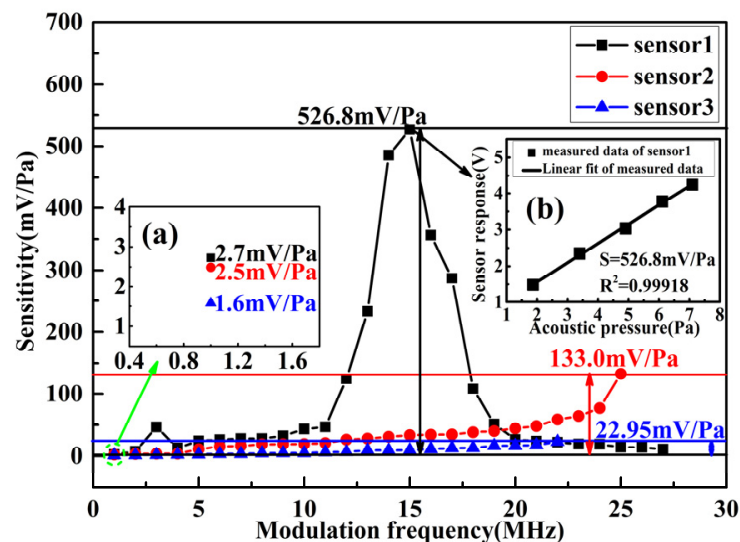 700
600
500
400
300
200
100
0
Sensitivity(mV/Pa)
0 5 10 15 20 25 30
Modulation frequency(MHz)
sensor1
sensor2
sensor3
526.8mV/Pa
133.0mV/Pa
22.95mV/Pa
(a)
4
3
2
1
0.4 0.8 1.2 1.6
2.7mV/Pa
2.5mV/Pa
1.6mV/Pa
(b)
measured data of sensor1
Linear fit of measured data
S=526.8mV/Pa
R²=0.99918
Sensor response(V)
5
4
3
2
1
1 2 3 4 5 6 7 8
Acoustic pressure(Pa)